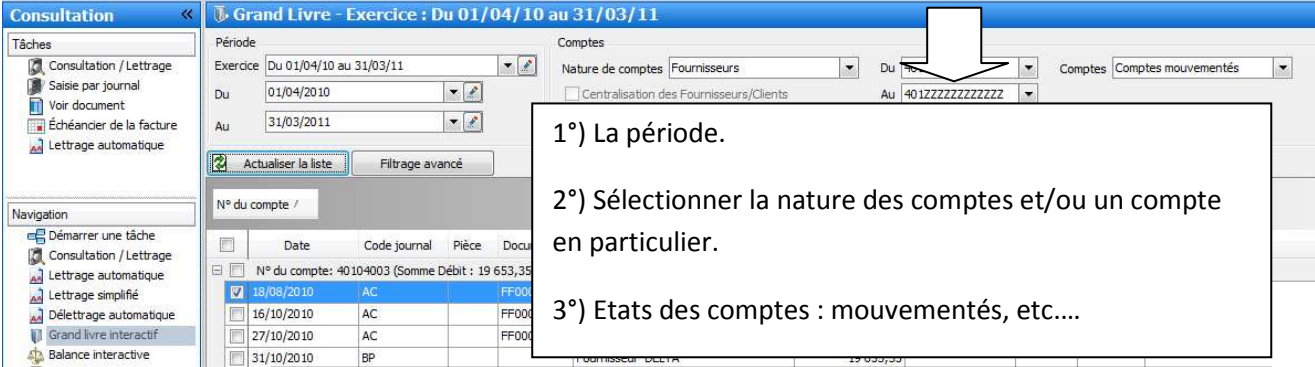 Consultation «
Tâches
Consultation / Lettrage
Saisie par journal
Voir document
Échéancier de la facture
Lettrage automatique
Navigation
Démarrer une tâche
Consultation / Lettrage
Lettrage automatique
Lettrage simplifié
Délettrage automatique
Grand livre interactif
Balance interactive
Grand Livre - Exercice : Du 01/04/10 au 31/03/11
Période
Exercice Du 01/04/10 au 31/03/11
Du 01/04/2010
Au 31/03/2011
Comptes
Nature de comptes Fournisseurs Du Comptes Comptes mouvementés
Centralisation des Fournisseurs/Clients Au 401ZZZZZZZZZZZZ
Actualiser la liste Filtrage avancé
N° du compte /
Date Code journal Pièce
N° du compte: 40104003 (Somme Débit : 19 653,35
18/08/2010 AC
16/10/2010 AC
27/10/2010 AC
31/10/2010 BP
1°) La période.
2°) Sélectionner la nature des comptes et/ou un compte
en particulier.
3°) Etats des comptes : mouvementés, etc....